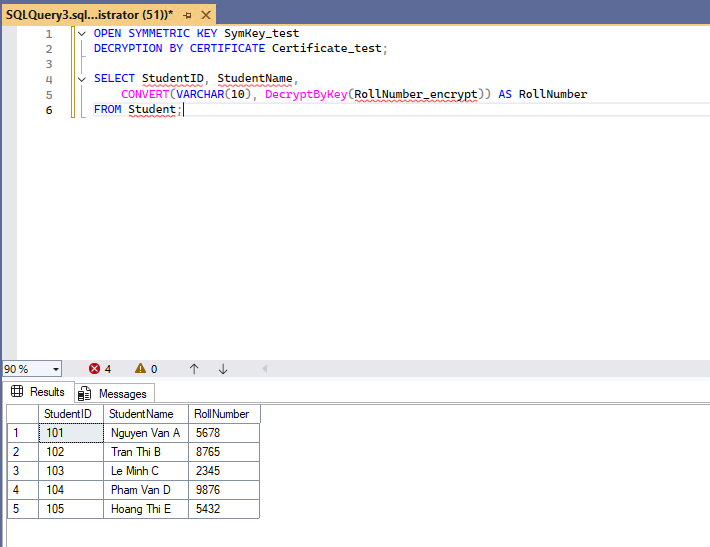 SQLQuery3.sql...istrator (51))*
1 OPEN SYMMETRIC KEY SymKey_test
2 DECRYPTION BY CERTIFICATE Certificate_test;
3
4 SELECT StudentID, StudentName,
5 CONVERT(VARCHAR(10), DecryptByKey(RollNumber_encrypt)) AS RollNumber
6 FROM Student;
90 % 4 0
Results Messages
StudentID StudentName RollNumber
1 101 Nguyen Van A 5678
2 102 Tran Thi B 8765
3 103 Le Minh C 2345
4 104 Pham Van D 9876
5 105 Hoang Thi E 5432